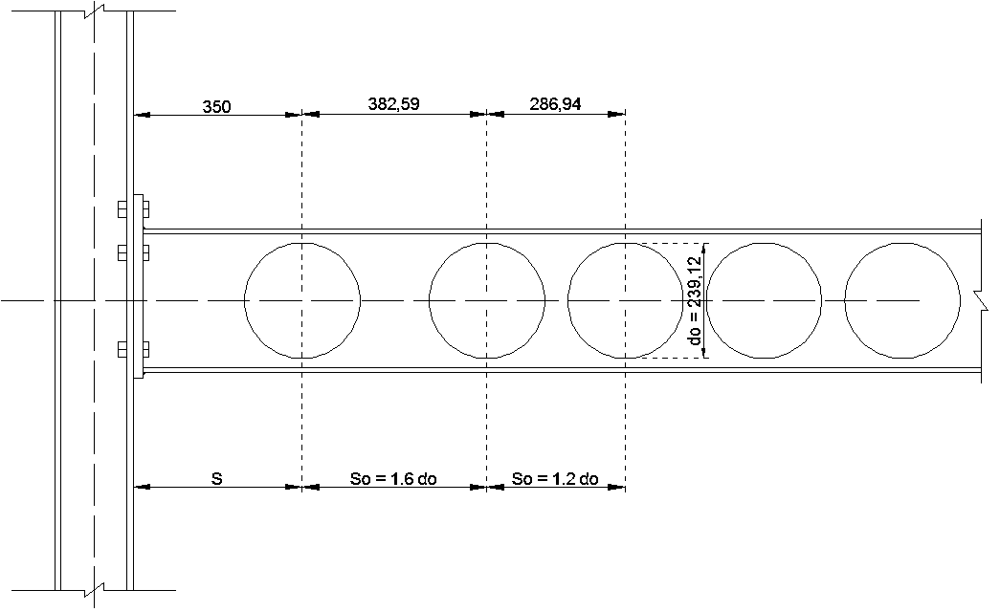 350
382,59
286,94
do = 239,12
S
So = 1.6 do
So = 1.2 do